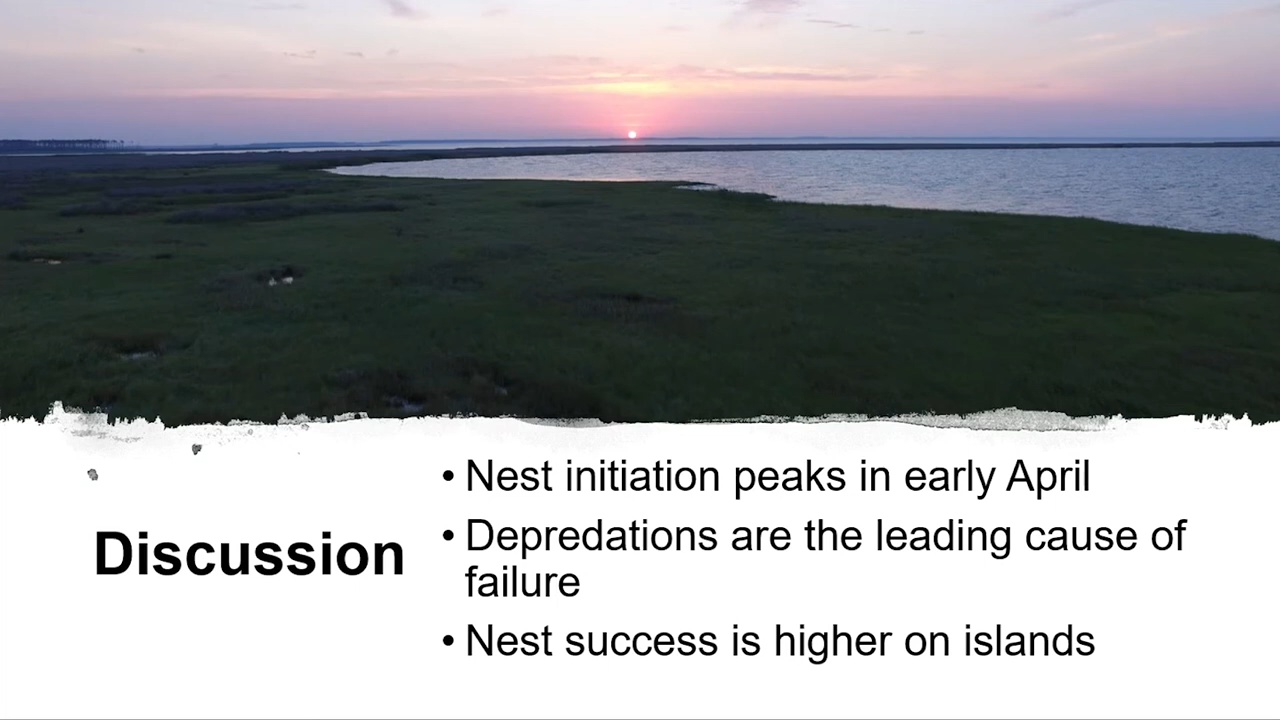 Discussion
• Nest initiation peaks in early April
• Depredations are the leading cause of
failure
• Nest success is higher on islands